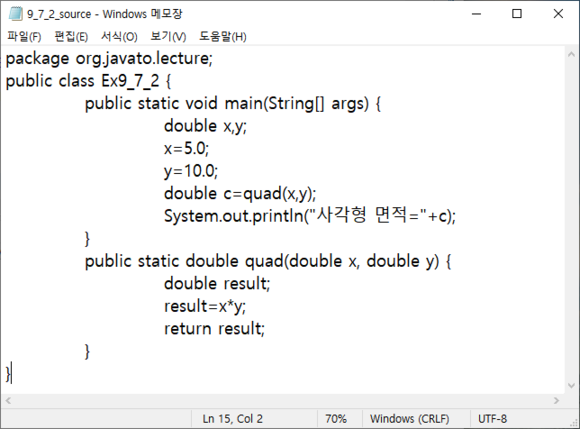 9_7_2_source - Windows 메모장
파일(F) 편집(E) 서식(O) 보기(V) 도움말(H)
package org.javato.lecture;
public class Ex9_7_2 {
public static void main(String[] args) {
double x,y;
x=5.0;
y=10.0;
double c=quad(x,y);
System.out.println("사각형 면적="+c);
}
public static double quad(double x, double y) {
double result;
result=x*y;
return result;
}
}
Ln 15, Col 2 70% Windows (CRLF) UTF-8